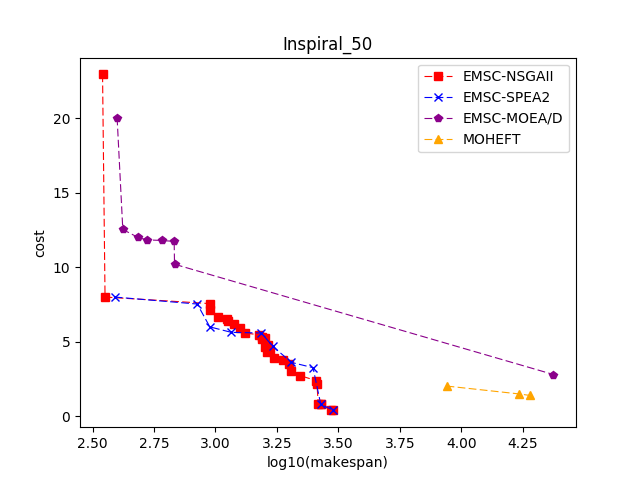 Inspiral_50
EMSC-NSGAII
EMSC-SPEA2
EMSC-MOEA/D
MOHEFT
cost
20
15
10
5
0
2.50 2.75 3.00 3.25 3.50 3.75 4.00 4.25
log10(makespan)